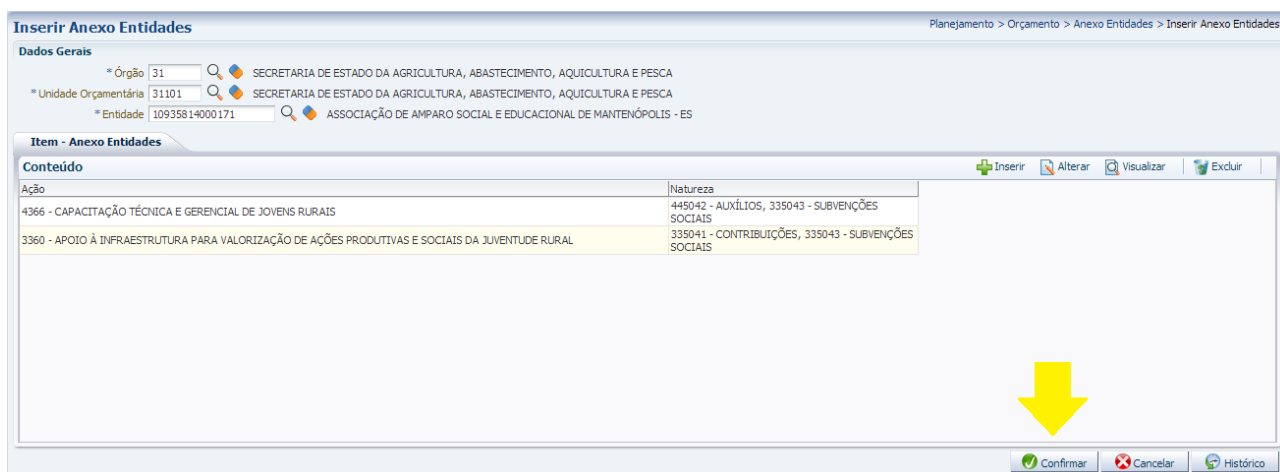 Inserir Anexo Entidades
Planejamento > Orçamento > Anexo Entidades > Inserir Anexo Entidades
Dados Gerais
* Órgão 31 SECRETARIA DE ESTADO DA AGRICULTURA, ABASTECIMENTO, AQUICULTURA E PESCA
* Unidade Orçamentária 31101 SECRETARIA DE ESTADO DA AGRICULTURA, ABASTECIMENTO, AQUICULTURA E PESCA
* Entidade 10935814000171 ASSOCIAÇÃO DE AMPARO SOCIAL E EDUCACIONAL DE MANTENÓPOLIS - ES
Item - Anexo Entidades
Conteúdo Inserir Alterar Visualizar Excluir
Ação Natureza
4366 - CAPACITAÇÃO TÉCNICA E GERENCIAL DE JOVENS RURAIS 445042 - AUXÍLIOS, 335043 - SUBVENÇÕES
SOCIAIS
3360 - APOIO À INFRAESTRUTURA PARA VALORIZAÇÃO DE AÇÕES PRODUTIVAS E SOCIAIS DA JUVENTUDE RURAL 335041 - CONTRIBUIÇÕES, 335043 - SUBVENÇÕES
SOCIAIS
Confirmar Cancelar Histórico